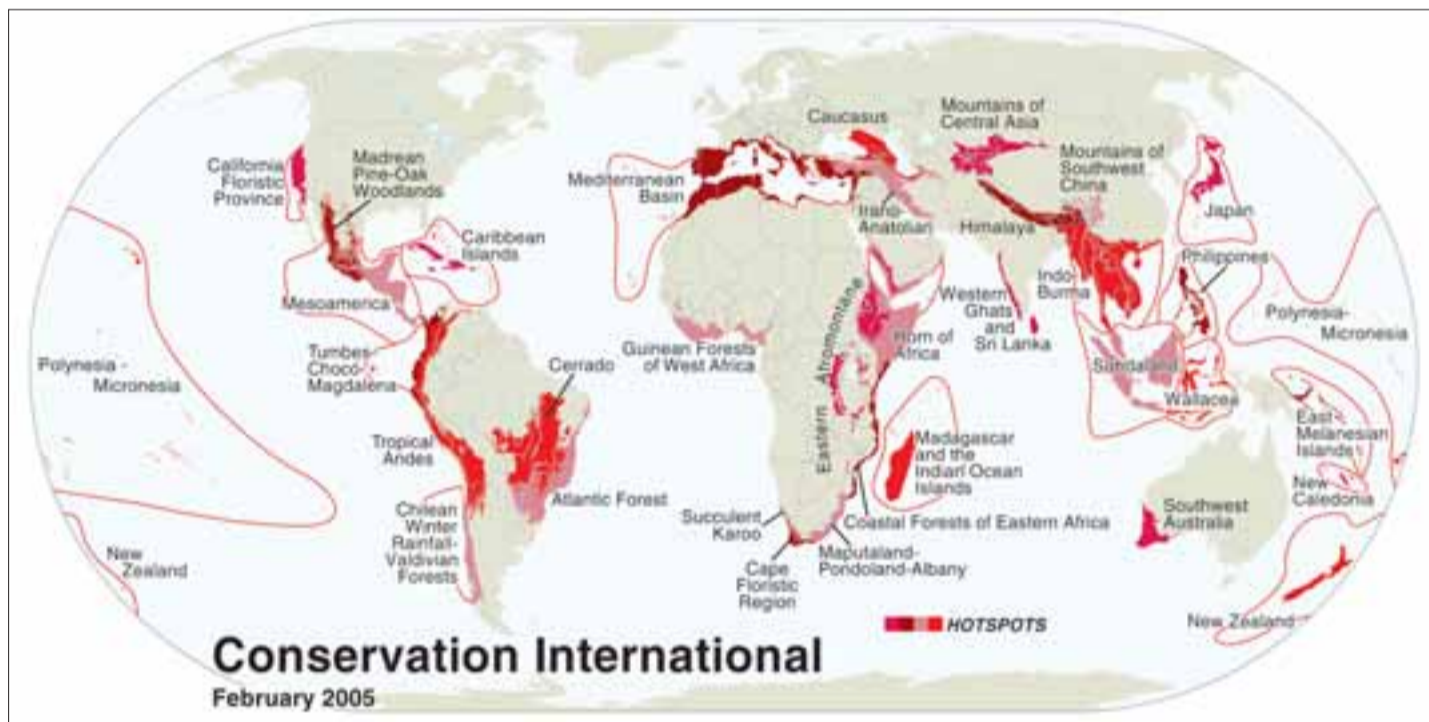 California
Floristic
Province
Madrean
Pine-Oak
Woodlands
Caribbean
Islands
Mesoamerica
Polynesia -
Micronesia
Tumbes-
Choco-
Magdalena
Cerrado
Tropical
Andes
Atlantic Forest
Chilean
Winter
Rainfall-
Valdivian
Forests
New
Zealand
Mediterranean
Basin
Caucasus
Irano-
Anatolian
Mountains of
Central Asia
Mountains of
Southwest
China
Himalaya
Japan
Philippines
Indo-
Burma
Western
Ghats
and
Sri Lanka
Guinean Forests
of West Africa
Eastern Afromontane
Horn of
Africa
Sundaland
Wallacea
Polynesia-
Micronesia
East
Melanesian
Islands
New
Caledonia
Madagascar
and the
Indian Ocean
Islands
Succulent
Karoo
Coastal Forests of Eastern Africa
Maputaland-
Pondoland-Albany
Cape
Floristic
Region
Southwest
Australia
New Zealand
HOTSPOTS
Conservation International
February 2005